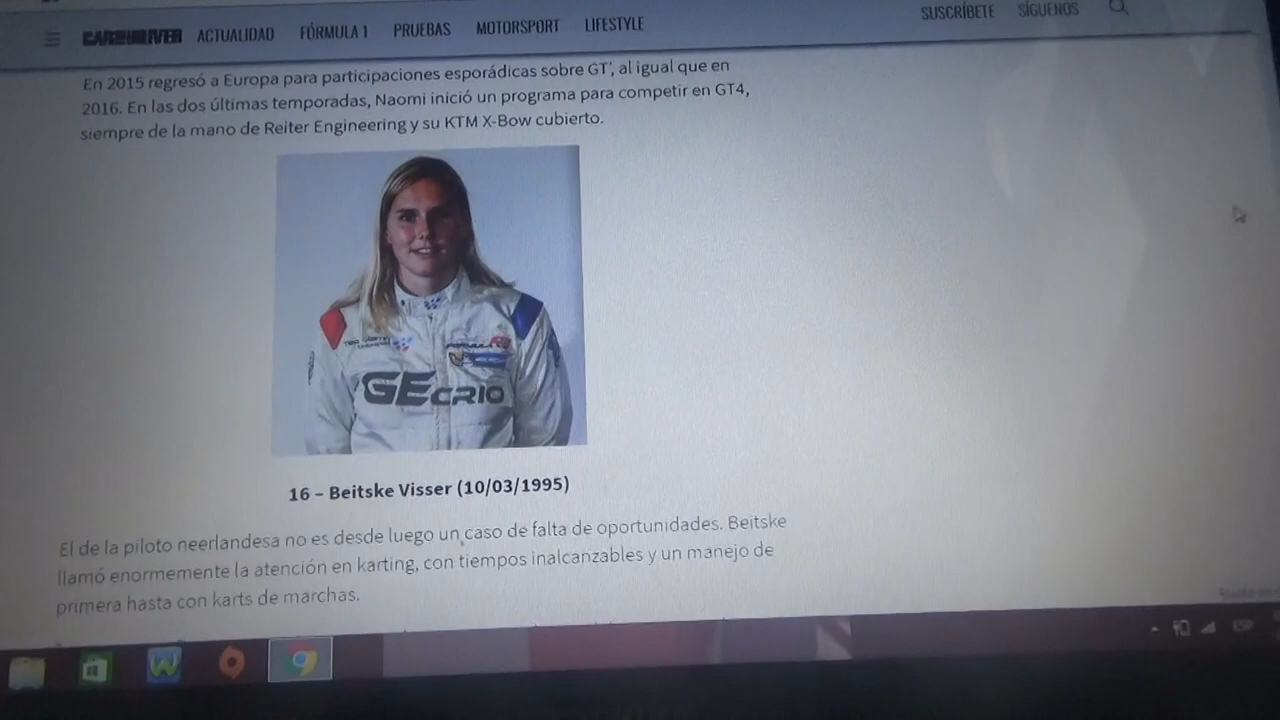 CAR AND DRIVER ACTUALIDAD FÓRMULA 1 PRUEBAS MOTORSPORT LIFESTYLE SUSCRÍBETE SÍGUENOS
En 2015 regresó a Europa para participaciones esporádicas sobre GT', al igual que en
2016. En las dos últimas temporadas, Naomi inició un programa para competir en GT4,
siempre de la mano de Reiter Engineering y su KTM X-Bow cubierto.
GECRIO
16 – Beitske Visser (10/03/1995)
El de la piloto neerlandesa no es desde luego un caso de falta de oportunidades. Beitske
llamó enormemente la atención en karting, con tiempos inalcanzables y un manejo de
primera hasta con karts de marchas.